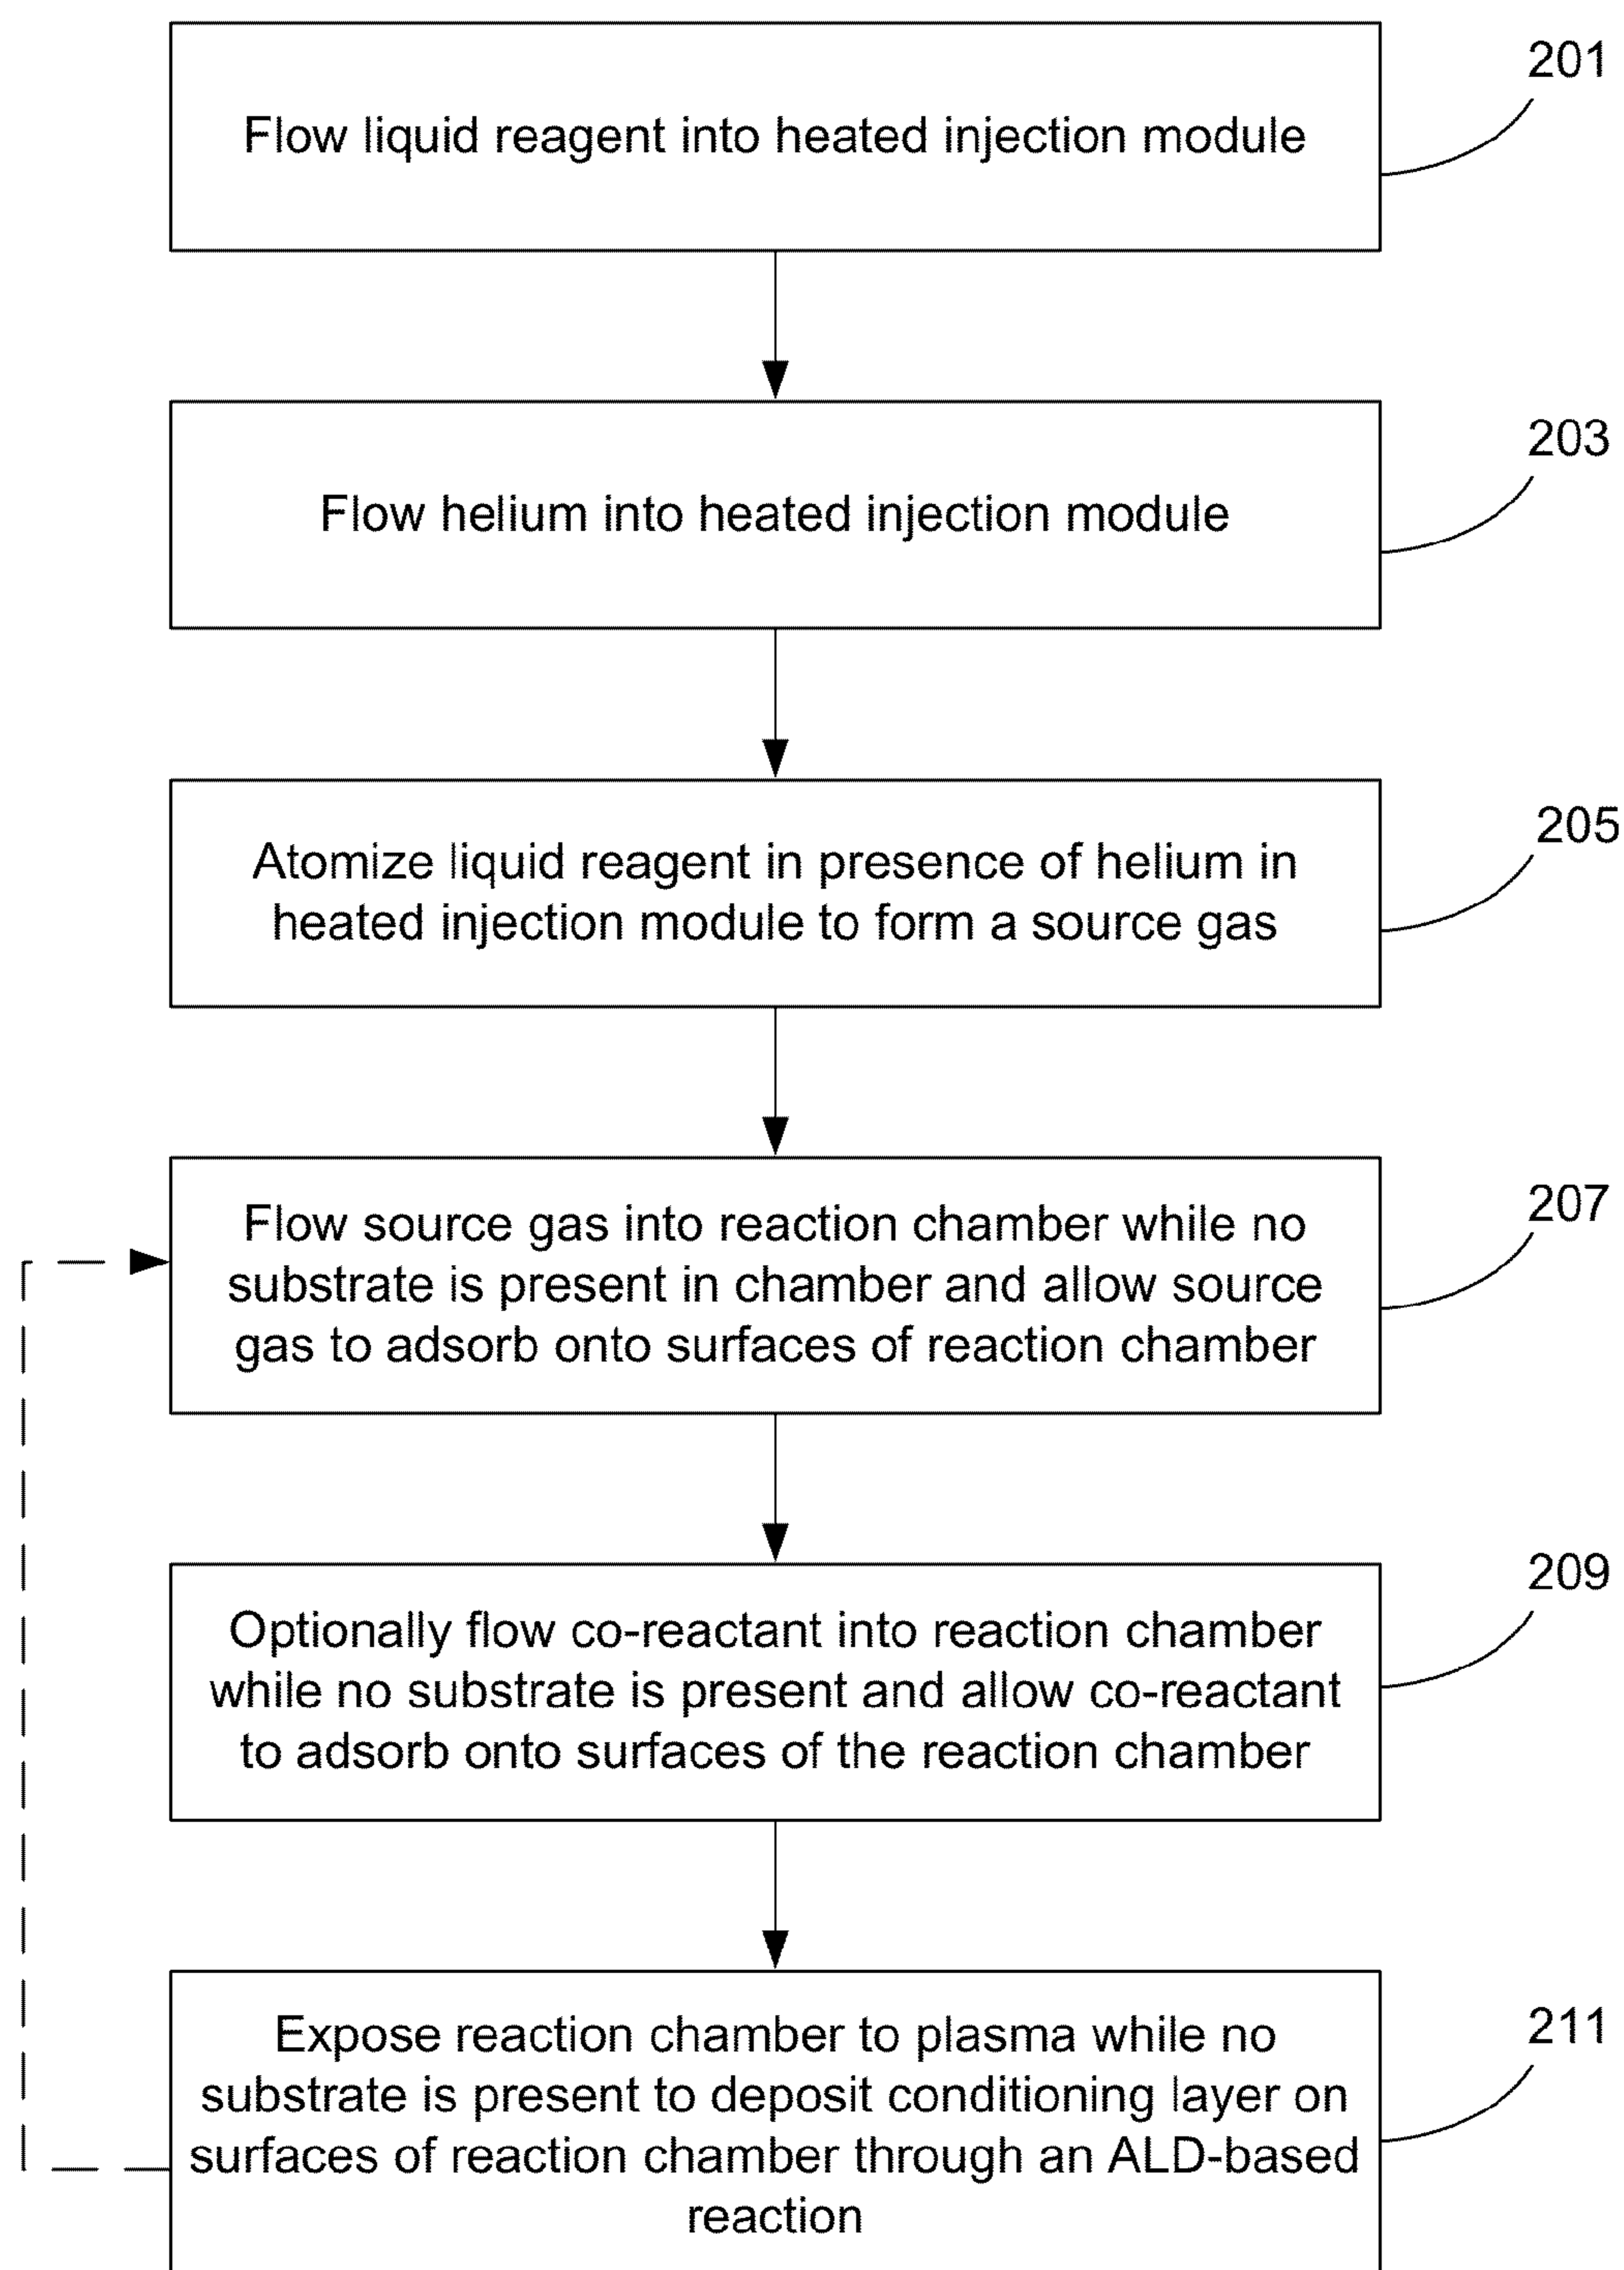 201
Flow liquid reagent into heated injection module
203
Flow helium into heated injection module
205
Atomize liquid reagent in presence of helium in
heated injection module to form a source gas
207
Flow source gas into reaction chamber while no
substrate is present in chamber and allow source
gas to adsorb onto surfaces of reaction chamber
209
Optionally flow co-reactant into reaction chamber
while no substrate is present and allow co-reactant
to adsorb onto surfaces of the reaction chamber
211
Expose reaction chamber to plasma while no
substrate is present to deposit conditioning layer on
surfaces of reaction chamber through an ALD-based
reaction